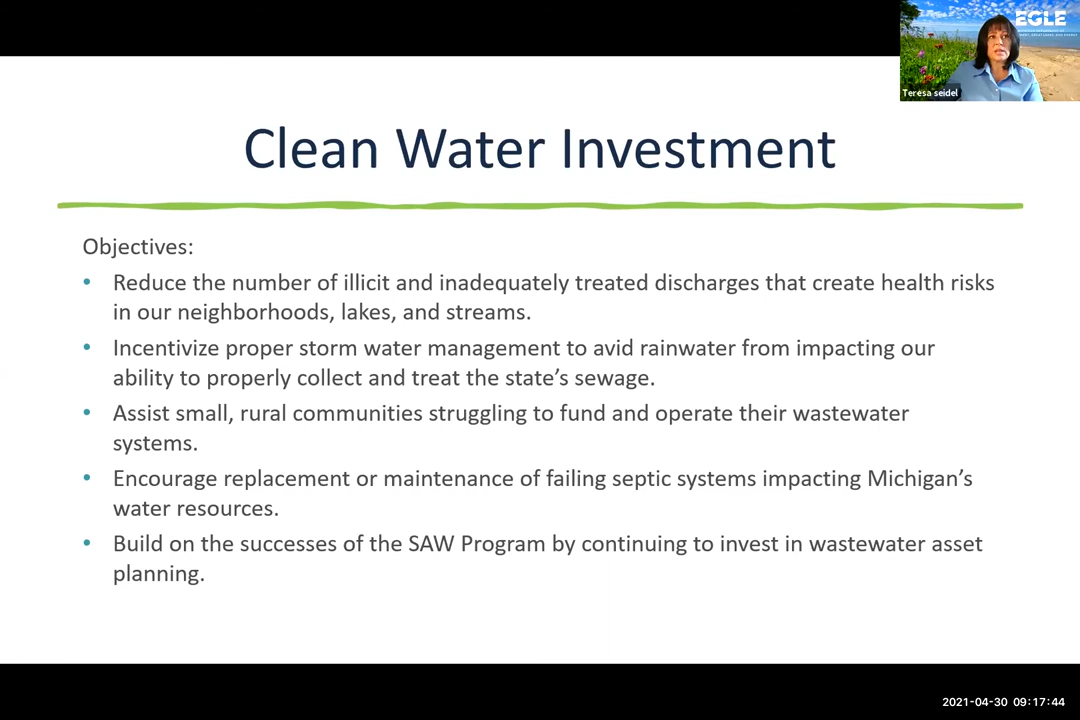 EGLE
Teresa seidel
Clean Water Investment
Objectives:
• Reduce the number of illicit and inadequately treated discharges that create health risks
in our neighborhoods, lakes, and streams.
• Incentivize proper storm water management to avid rainwater from impacting our
ability to properly collect and treat the state's sewage.
• Assist small, rural communities struggling to fund and operate their wastewater
systems.
• Encourage replacement or maintenance of failing septic systems impacting Michigan's
water resources.
• Build on the successes of the SAW Program by continuing to invest in wastewater asset
planning.
2021-04-30 09:17:44